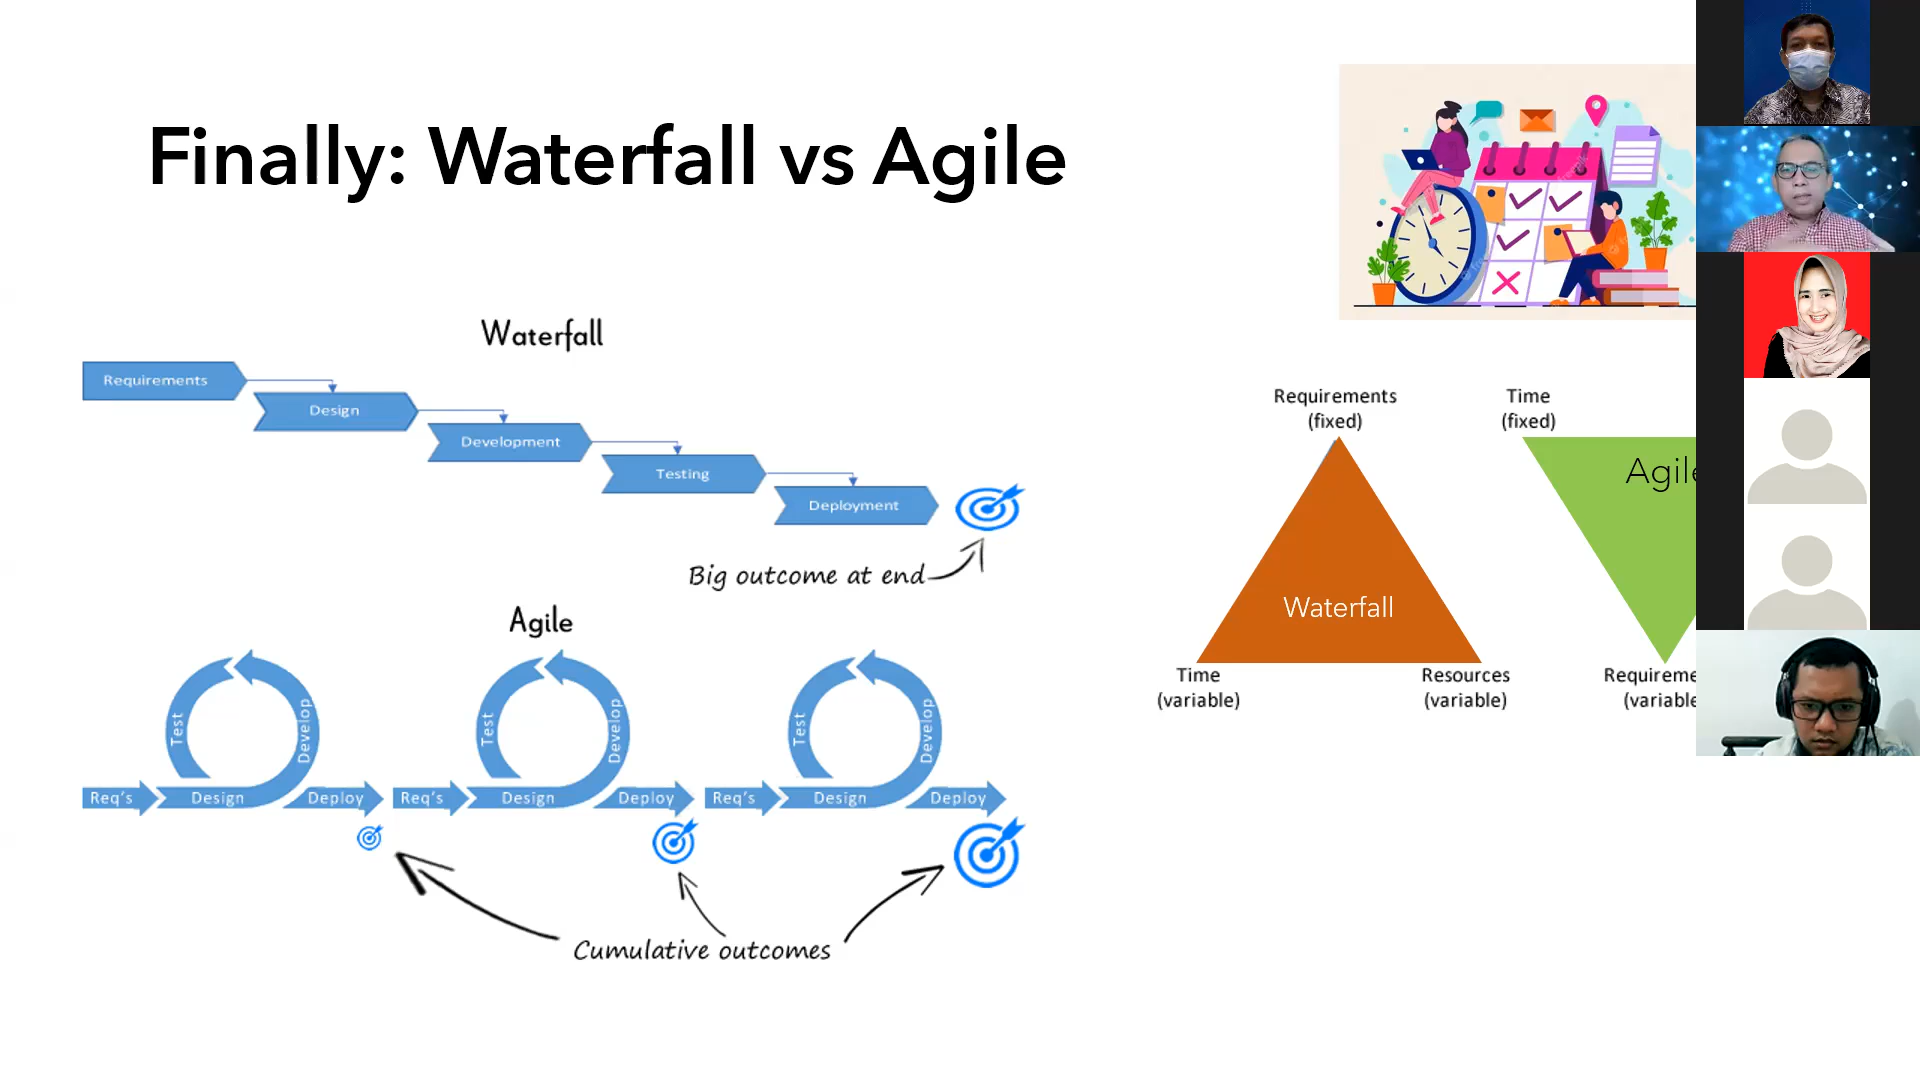 Finally: Waterfall vs Agile
Waterfall
Requirements
Design
Development
Testing
Deployment
Big outcome at end
Agile
Test
Develop
Req's
Design
Deploy
Test
Develop
Req's
Design
Deploy
Test
Develop
Req's
Design
Deploy
Cumulative outcomes
Requirements
(fixed)
Waterfall
Time
(variable)
Resources
(variable)
Time
(fixed)
Agile
Requireme
(variable